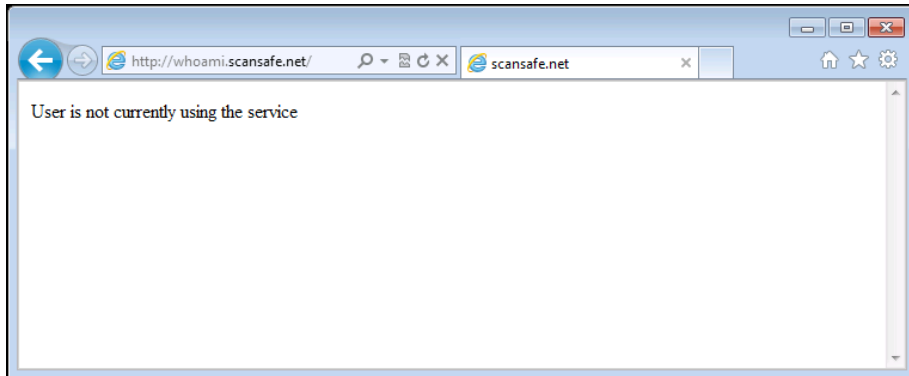 http://whoami.scansafe.net/
scansafe.net
User is not currently using the service